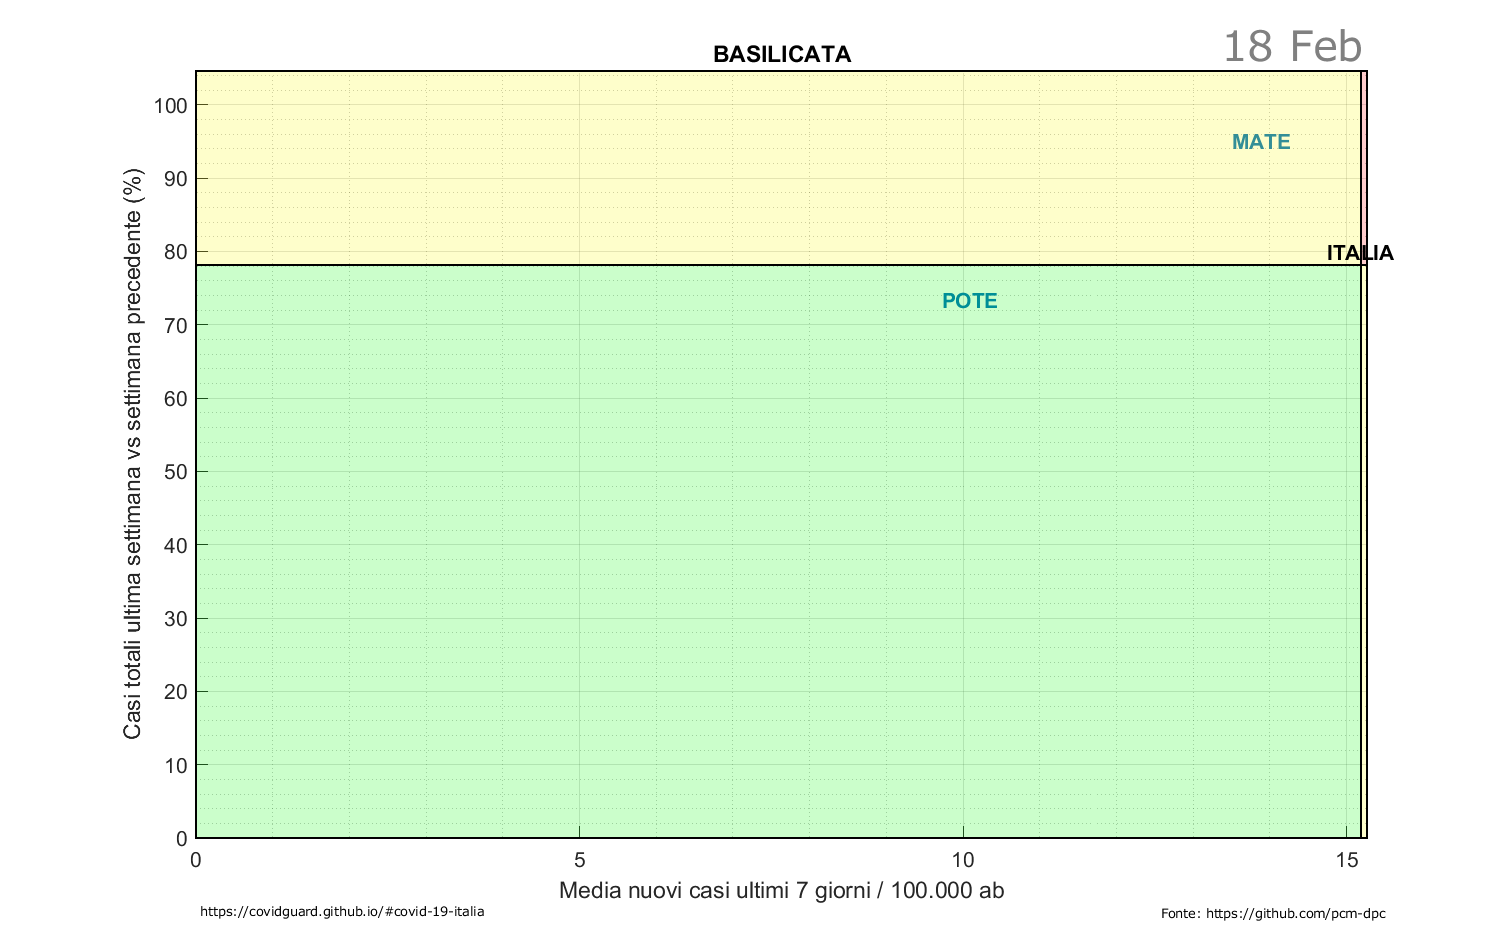 18 Feb
BASILICATA
100
90
80
70
60
50
40
30
20
10
0
Casi totali ultima settimana vs settimana precedente (%)
MATE
ITALIA
POTE
0
5
10
15
Media nuovi casi ultimi 7 giorni / 100.000 ab
https://covidguard.github.io/#covid-19-italia
Fonte: https://github.com/pcm-dpc